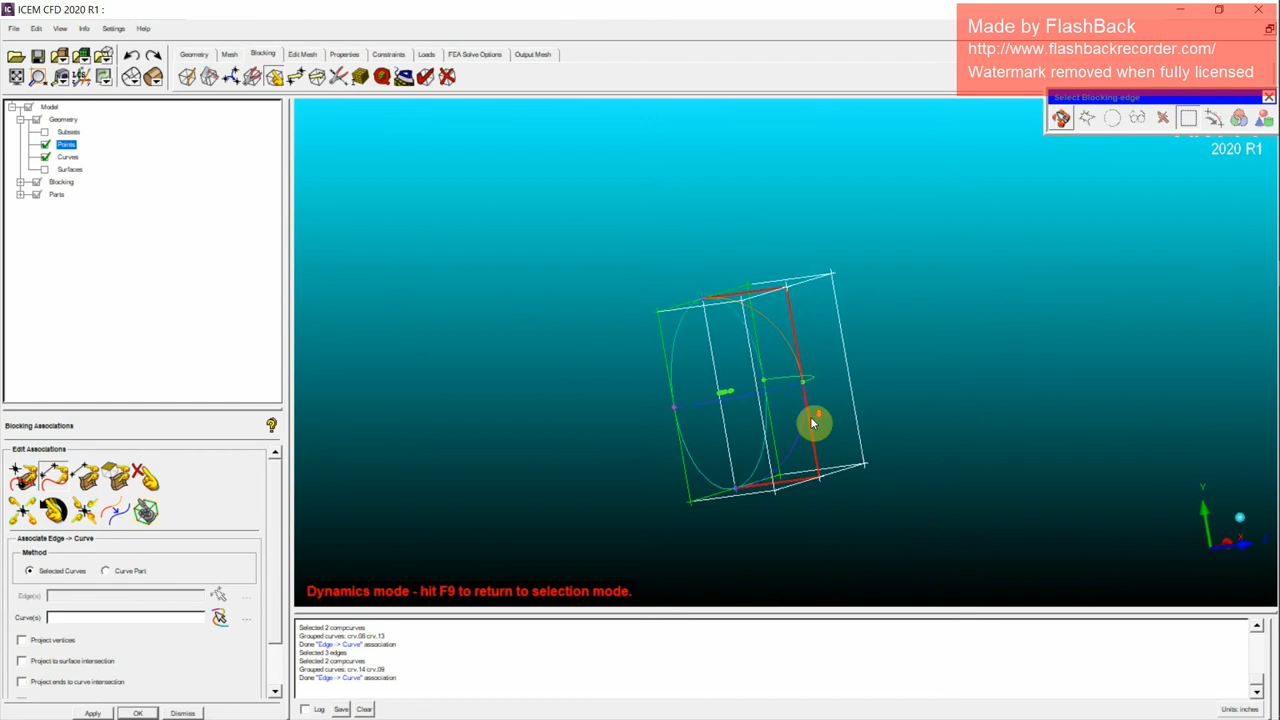 ICEM CFD 2020 R1 :
Made by FlashBack
http://www.flashbackrecorder.com/
Watermark removed when fully licensed
File Edit View Info Settings Help
Geometry Mesh Blocking Edit Mesh Properties Constraints Loads FEA Solve Options Output Mesh
Select Blocking-edge
2020 R1
Model
Geometry
Subsets
Points
Curves
Surfaces
Blocking
Parts
Blocking Associations
Edit Associations
Associate Edge -> Curve
Method
Selected Curves Curve Part
Edge(s)
Curve(s)
Project vertices
Project to surface intersection
Project ends to curve intersection
Apply OK Dismiss
Y
X
Dynamics mode - hit F9 to return to selection mode.
Selected 2 compcurves
Grouped curves: crv.08 crv.13
Done "Edge -> Curve" association
Selected 3 edges
Selected 2 compcurves
Grouped curves: crv.14 crv.09
Done "Edge -> Curve" association
Log Save Clear
Units: inches